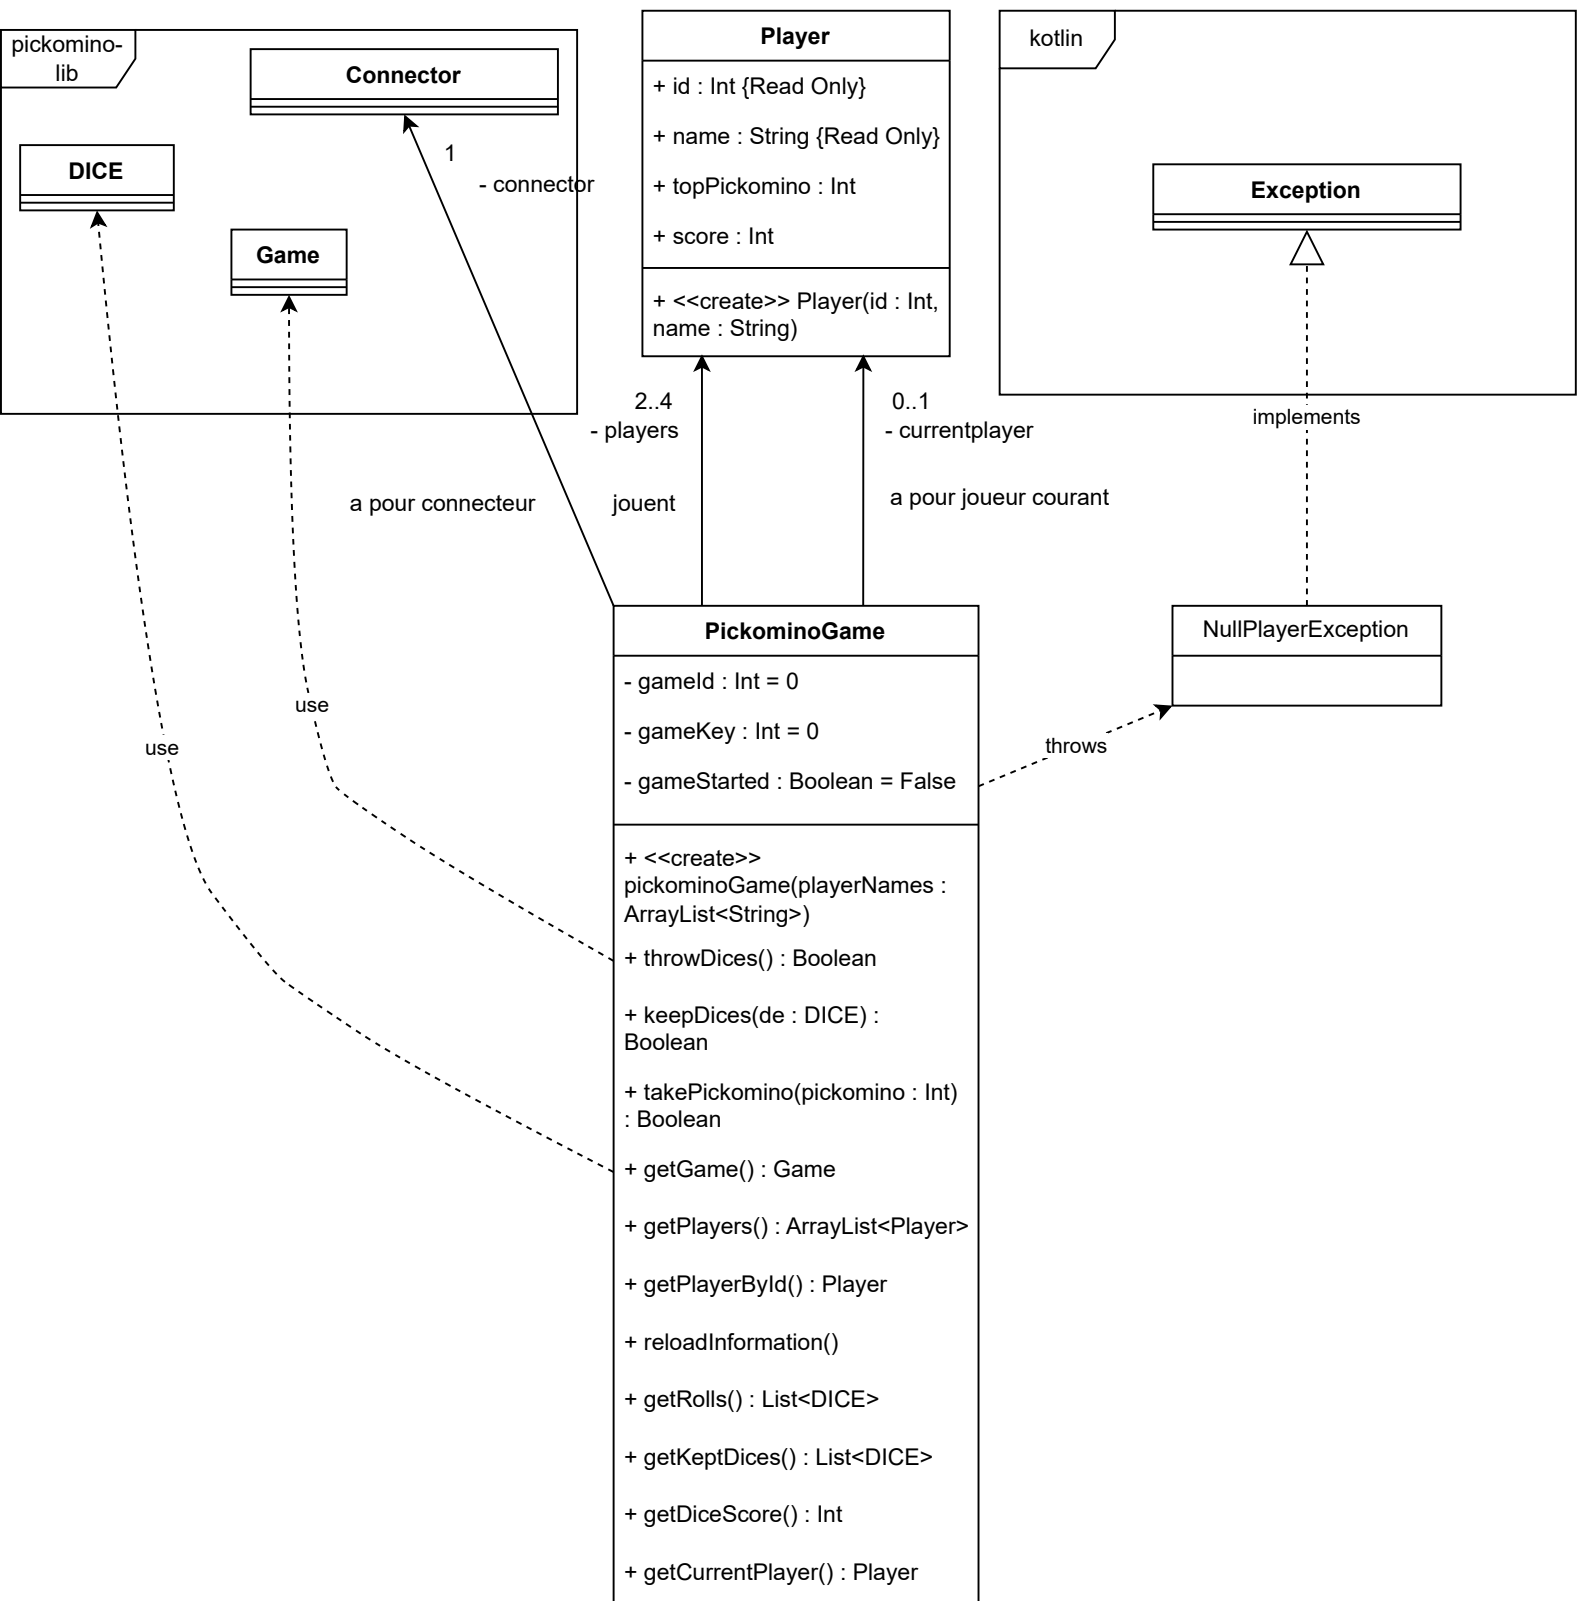 pickomino-
lib
Connector
DICE
Game
1
- connector
Player
+ id : Int {Read Only}
+ name : String {Read Only}
+ topPickomino : Int
+ score : Int
+ <<create>> Player(id : Int,
name : String)
kotlin
Exception
implements
2..4
- players
0..1
- currentplayer
a pour connecteur
jouent
a pour joueur courant
use
use
throws
NullPlayerException
PickominoGame
- gameId : Int = 0
- gameKey : Int = 0
- gameStarted : Boolean = False
+ <<create>>
pickominoGame(playerNames :
ArrayList<String>)
+ throwDices() : Boolean
+ keepDices(de : DICE) :
Boolean
+ takePickomino(pickomino : Int)
: Boolean
+ getGame() : Game
+ getPlayers() : ArrayList<Player>
+ getPlayerById() : Player
+ reloadInformation()
+ getRolls() : List<DICE>
+ getKeptDices() : List<DICE>
+ getDiceScore() : Int
+ getCurrentPlayer() : Player